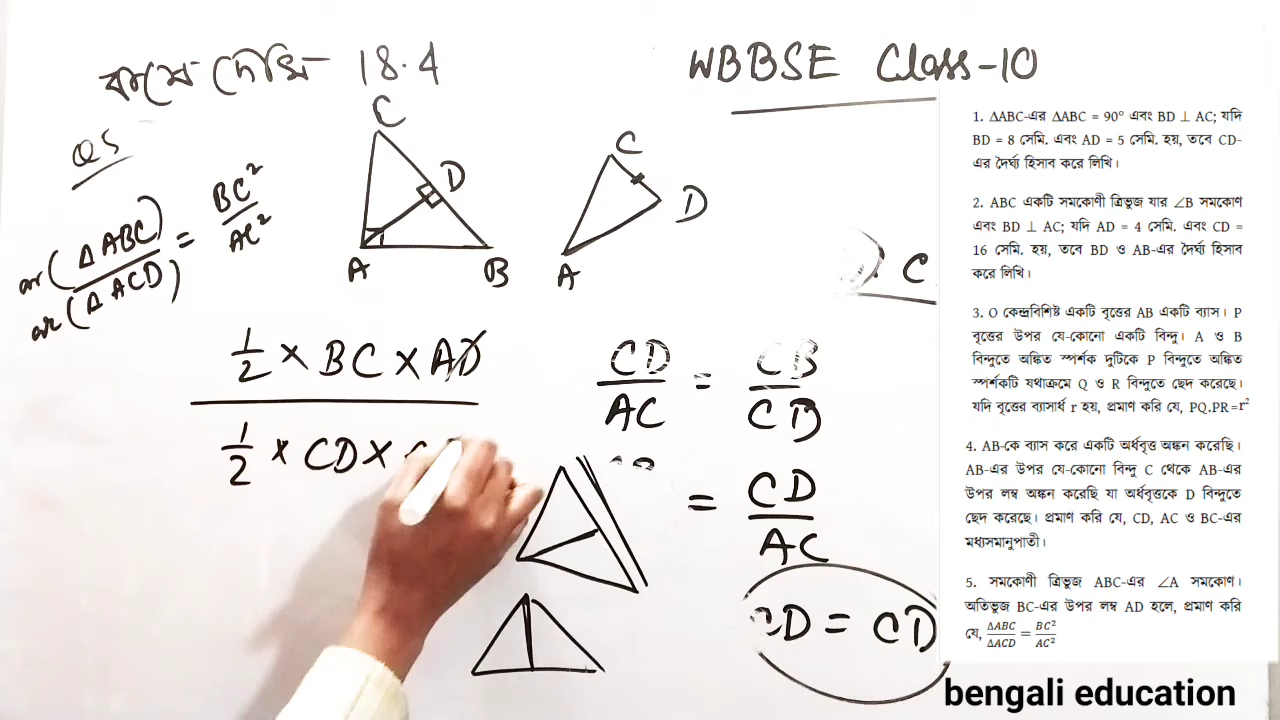 কষে দেখি- 18.4
WBBSE Class-10
Q5
ar(ΔABC) / ar(ΔACD) = BC² / AC²
C
D
A
B
C
D
A
C
1/2 × BC × AD
1/2 × CD ×
CD / AC = CB / CD
= CD / AC
CD = CD
1. ΔABC-এর ΔABC = 90° এবং BD ⊥ AC; যদি
BD = 8 সেমি. এবং AD = 5 সেমি. হয়, তবে CD-
এর দৈর্ঘ্য হিসাব করে লিখি।
2. ABC একটি সমকোণী ত্রিভুজ যার ∠B সমকোণ
এবং BD ⊥ AC; যদি AD = 4 সেমি. এবং CD =
16 সেমি. হয়, তবে BD ও AB-এর দৈর্ঘ্য হিসাব
করে লিখি।
3. O কেন্দ্রবিশিষ্ট একটি বৃত্তের AB একটি ব্যাস। P
বৃত্তের উপর যে-কোনো একটি বিন্দু। A ও B
বিন্দুতে অঙ্কিত স্পর্শক দুটিকে P বিন্দুতে অঙ্কিত
স্পর্শকটি যথাক্রমে Q ও R বিন্দুতে ছেদ করেছে।
যদি বৃত্তের ব্যাসার্ধ r হয়, প্রমাণ করি যে, PQ.PR=r²
4. AB-কে ব্যাস করে একটি অর্ধবৃত্ত অঙ্কন করেছি।
AB-এর উপর যে-কোনো বিন্দু C থেকে AB-এর
উপর লম্ব অঙ্কন করেছি যা অর্ধবৃত্তকে D বিন্দুতে
ছেদ করেছে। প্রমাণ করি যে, CD, AC ও BC-এর
মধ্যসমানুপাতী।
5. সমকোণী ত্রিভুজ ABC-এর ∠A সমকোণ।
অতিভুজ BC-এর উপর লম্ব AD হলে, প্রমাণ করি
যে, ΔABC/ΔACD = BC²/AC²
bengali education